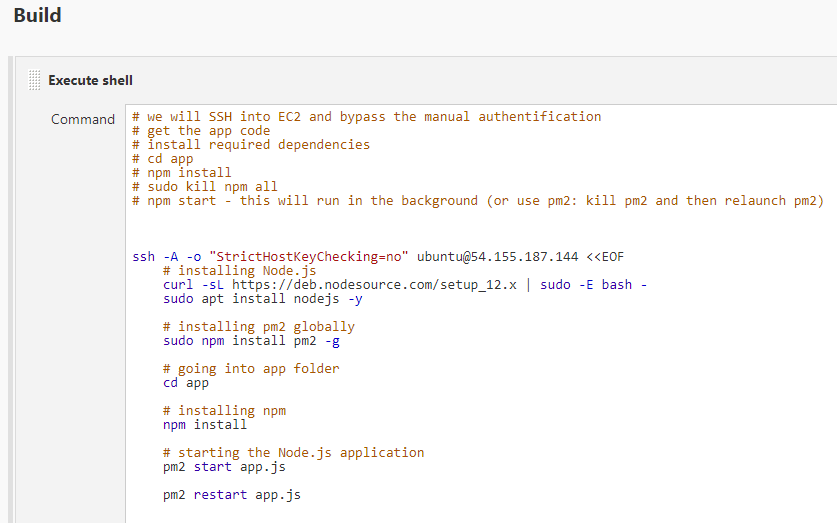 Build
Execute shell
Command
# we will SSH into EC2 and bypass the manual authentification
# get the app code
# install required dependencies
# cd app
# npm install
# sudo kill npm all
# npm start - this will run in the background (or use pm2: kill pm2 and then relaunch pm2)
ssh -A -o "StrictHostKeyChecking=no" ubuntu@54.155.187.144 <<EOF
# installing Node.js
curl -sL https://deb.nodesource.com/setup_12.x | sudo -E bash -
sudo apt install nodejs -y
# installing pm2 globally
sudo npm install pm2 -g
# going into app folder
cd app
# installing npm
npm install
# starting the Node.js application
pm2 start app.js
pm2 restart app.js